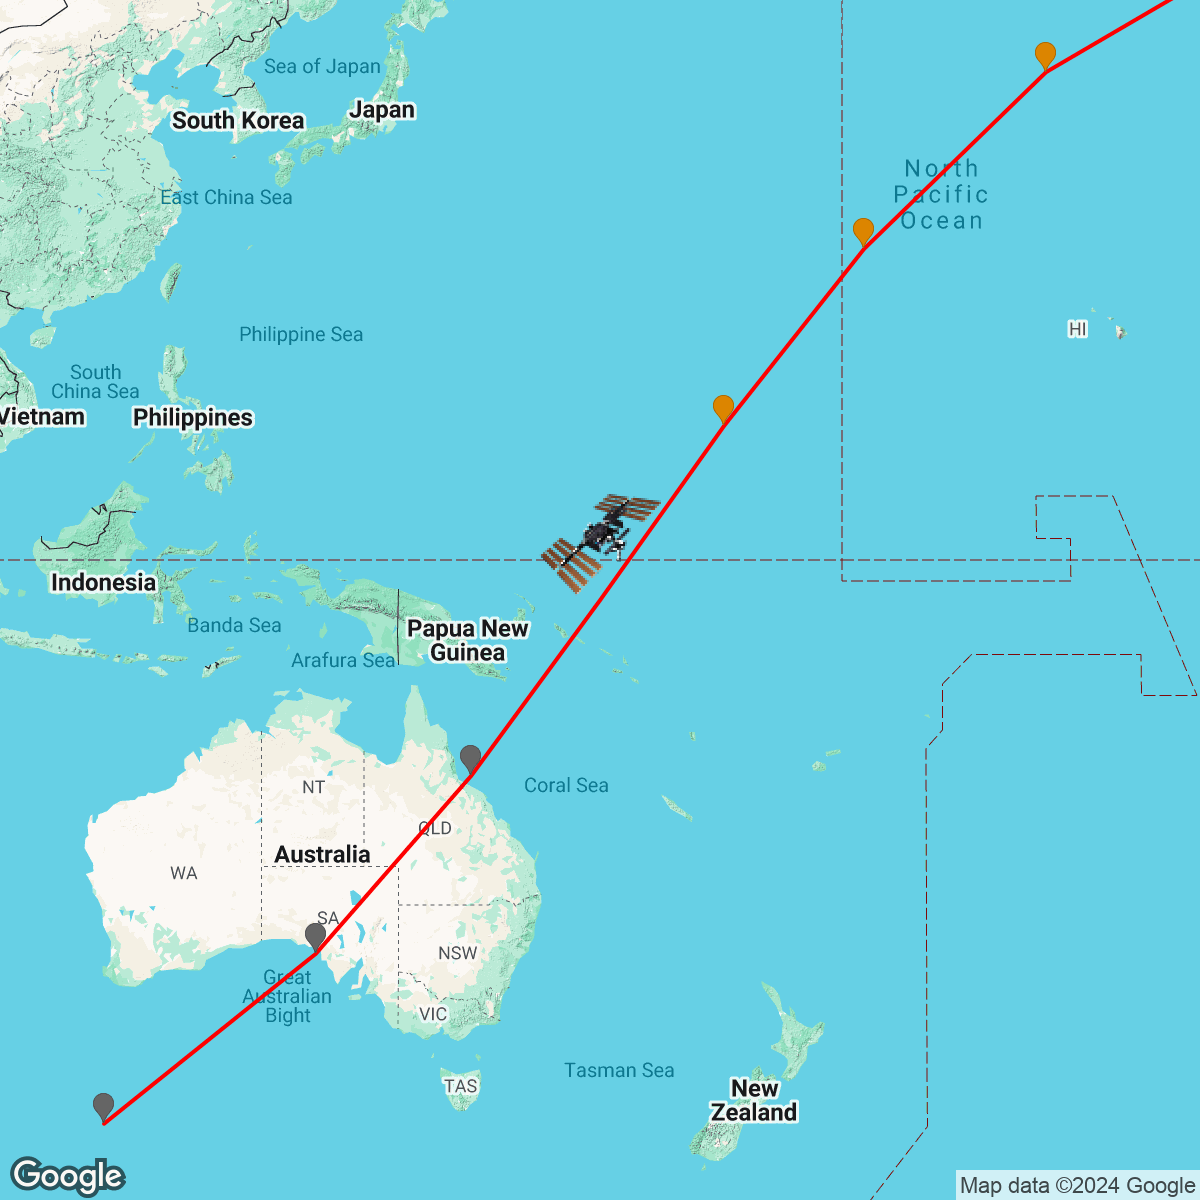 Sea of Japan
Japan
South Korea
North
Pacific
Ocean
East China Sea
Philippine Sea
HI
South
China Sea
Vietnam
Philippines
Indonesia
Banda Sea
Papua New
Guinea
Arafura Sea
NT
Coral Sea
QLD
Australia
WA
SA
NSW
Great
Australian
Bight
VIC
Tasman Sea
TAS
New
Zealand
Google
Map data ©2024 Google